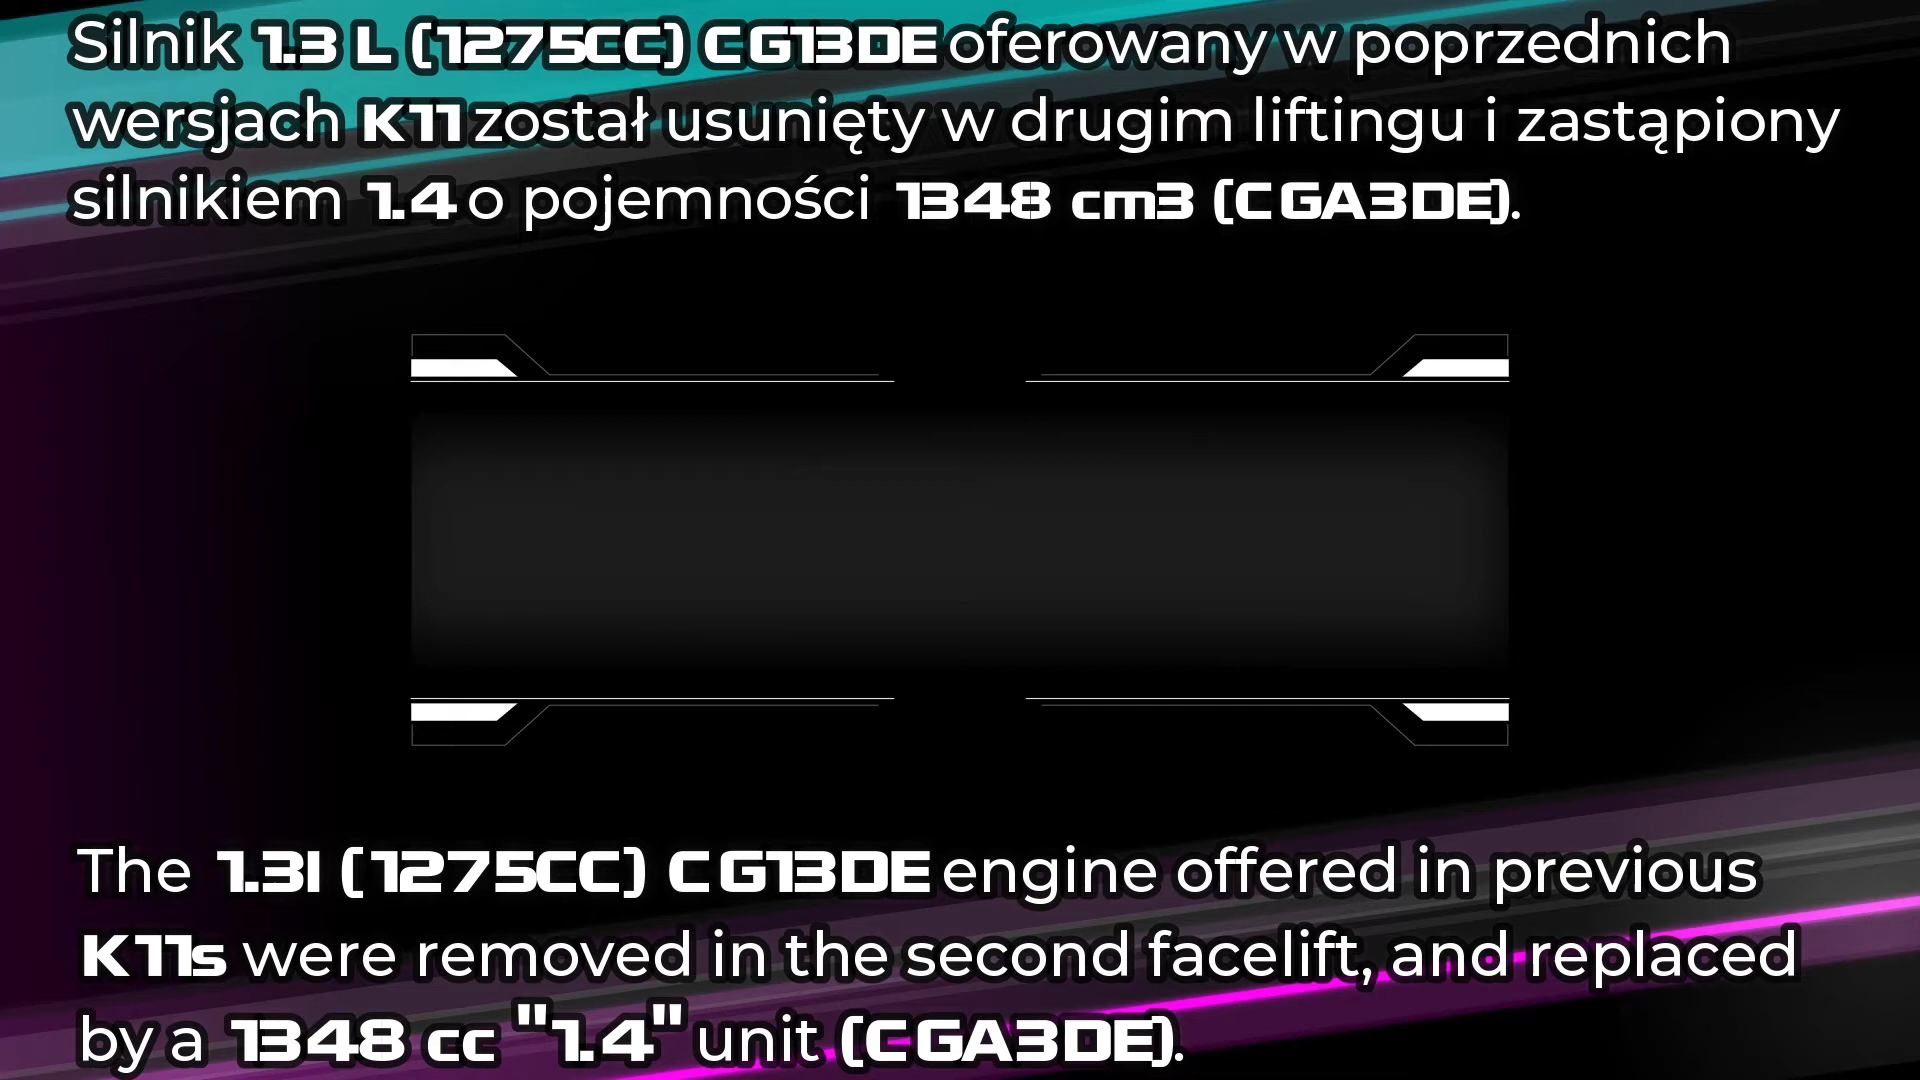 Silnik 1.3 L (1275CC) CG13DE oferowany w poprzednich
wersjach K11 został usunięty w drugim liftingu i zastąpiony
silnikiem 1.4 o pojemności 1348 cm3 (CGA3DE).
The 1.3l (1275CC) CG13DE engine offered in previous
K11s were removed in the second facelift, and replaced
by a 1348 cc "1.4" unit (CGA3DE).